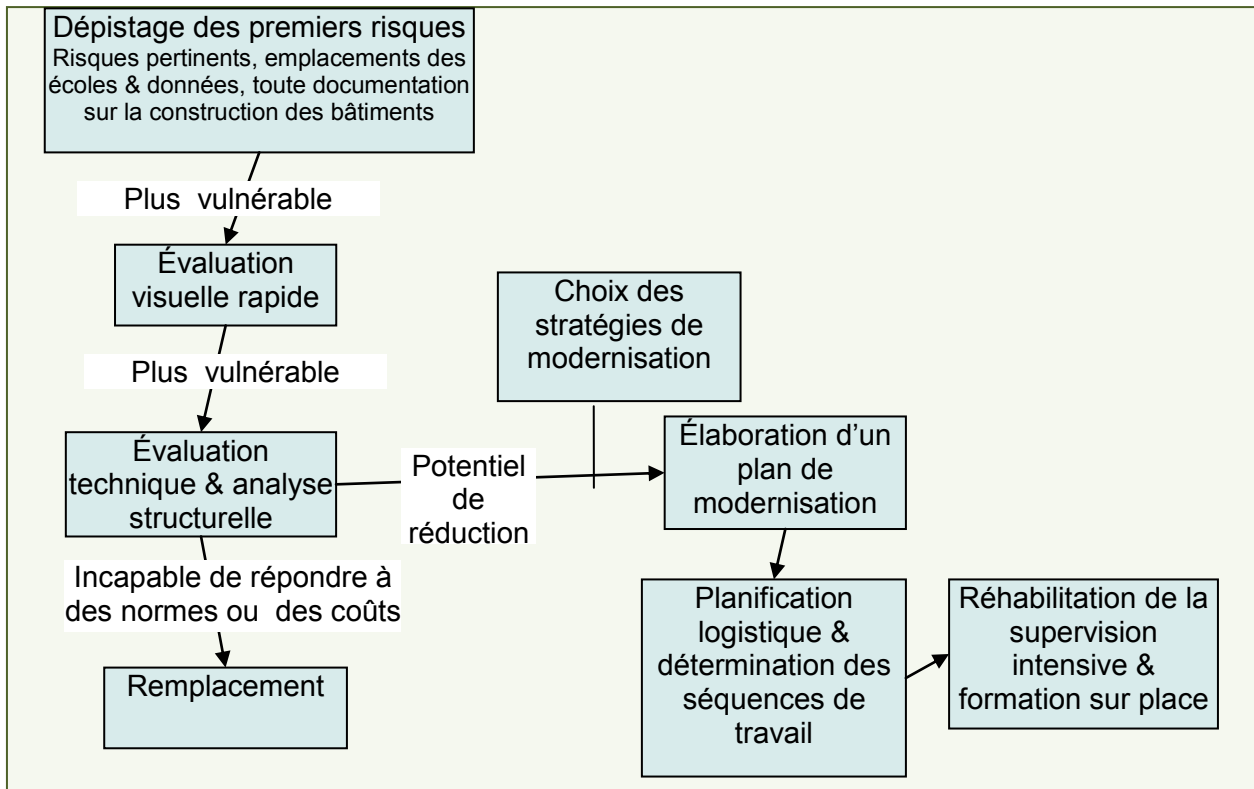 Dépistage des premiers risques
Risques pertinents, emplacements des
écoles & données, toute documentation
sur la construction des bâtiments
Plus vulnérable
Évaluation
visuelle rapide
Plus vulnérable
Évaluation
technique & analyse
structurelle
Incapable de répondre à
des normes ou des coûts
Remplacement
Potentiel
de
réduction
Choix des
stratégies de
modernisation
Élaboration d’un
plan de
modernisation
Planification
logistique &
détermination des
séquences de
travail
Réhabilitation de la
supervision
intensive &
formation sur place